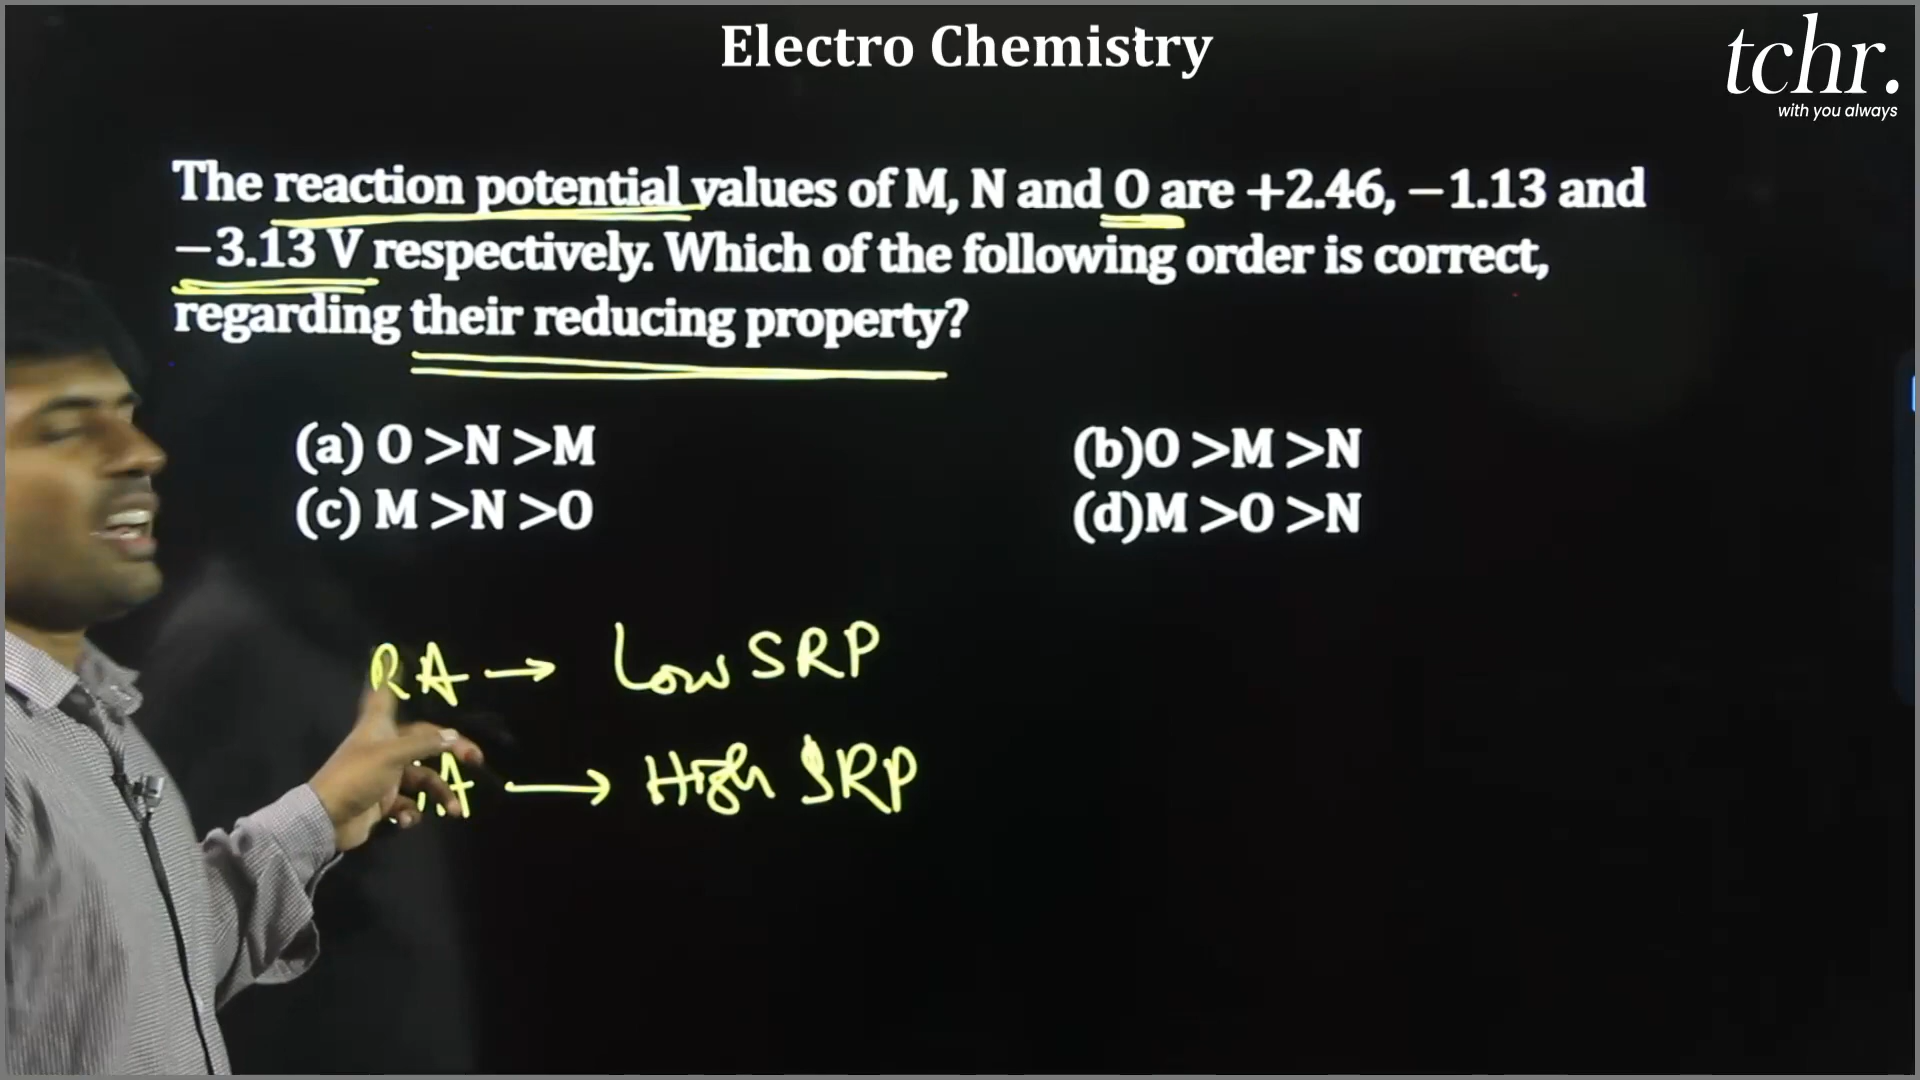 Electro Chemistry
tchr.
with you always
The reaction potential values of M, N and O are +2.46, −1.13 and
−3.13 V respectively. Which of the following order is correct,
regarding their reducing property?
(a) O >N >M
(b)O >M >N
(c) M >N >O
(d)M >O >N
RA → Low SRP
.A → High SRP